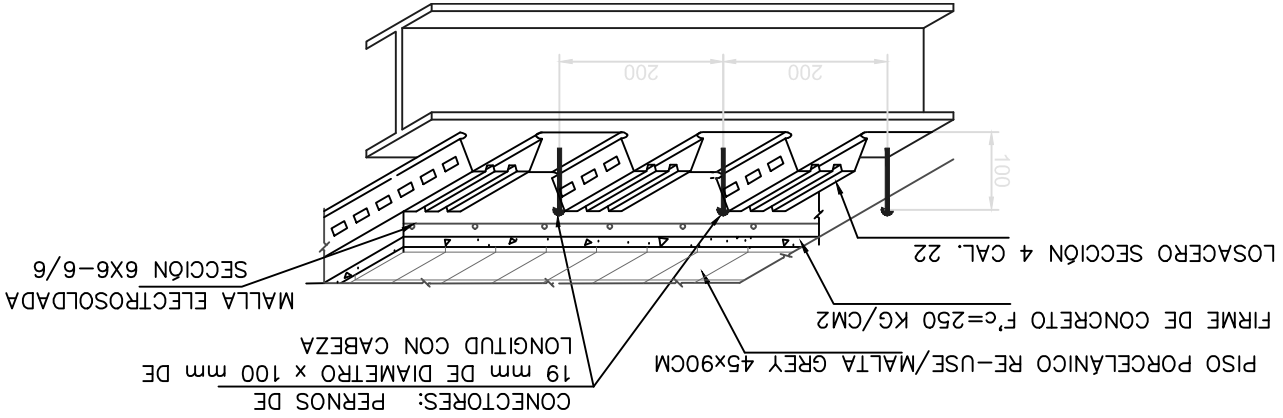 CONECTORES: PERNOS DE
19 mm DE DIAMETRO x 100 mm DE
LONGITUD CON CABEZA
PISO PORCELÁNICO RE-USE/MALTA GREY 45x90CM
FIRME DE CONCRETO F'c=250 KG/CM2
MALLA ELECTROSOLDADA
SECCIÓN 6X6-6/6
LOSACERO SECCIÓN 4 CAL. 22
100
200
200